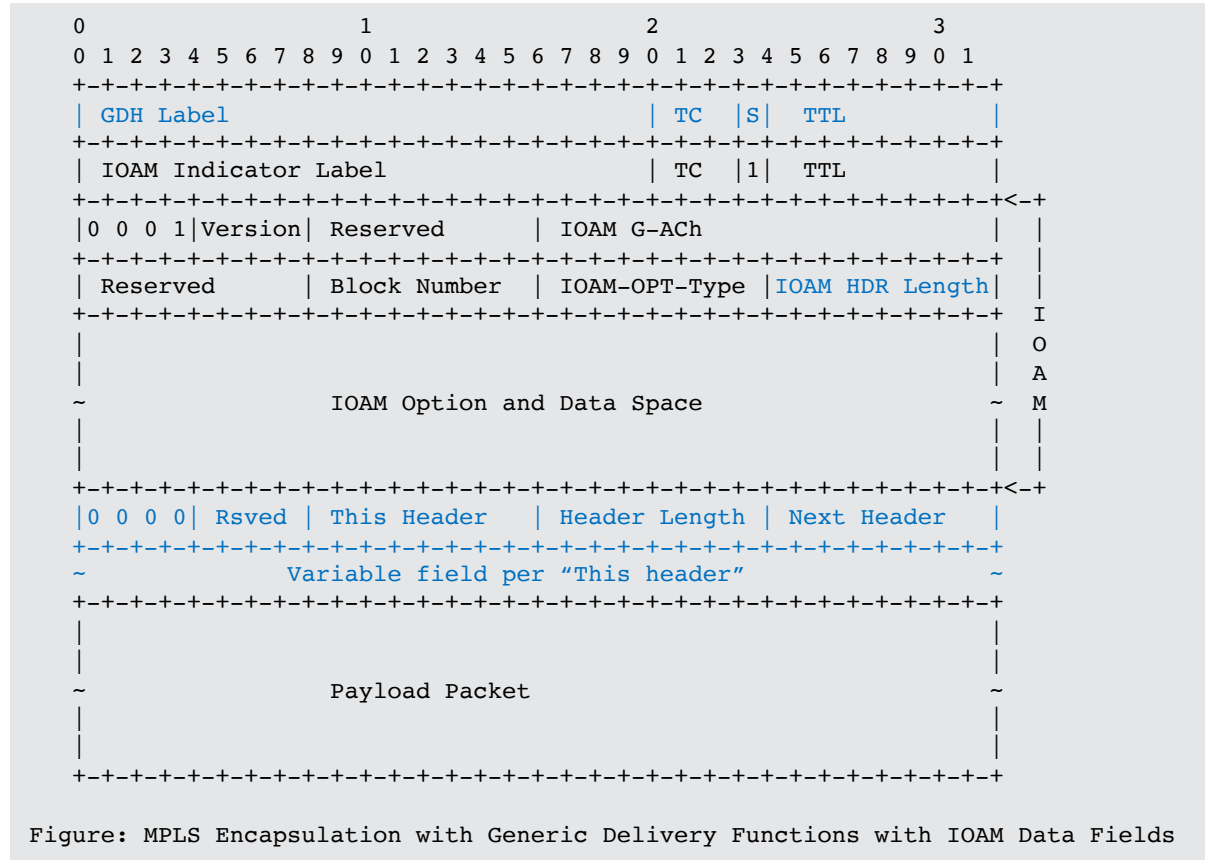 0                   1                   2                   3
0 1 2 3 4 5 6 7 8 9 0 1 2 3 4 5 6 7 8 9 0 1 2 3 4 5 6 7 8 9 0 1
+-+-+-+-+-+-+-+-+-+-+-+-+-+-+-+-+-+-+-+-+-+-+-+-+-+-+-+-+-+-+-+-+
| GDH Label                             | TC  |S|  TTL          |
+-+-+-+-+-+-+-+-+-+-+-+-+-+-+-+-+-+-+-+-+-+-+-+-+-+-+-+-+-+-+-+-+
| IOAM Indicator Label                  | TC  |1|  TTL          |
+-+-+-+-+-+-+-+-+-+-+-+-+-+-+-+-+-+-+-+-+-+-+-+-+-+-+-+-+-+-+-+-+<-+
|0 0 0 1|Version| Reserved      | IOAM G-ACh                    |  |
+-+-+-+-+-+-+-+-+-+-+-+-+-+-+-+-+-+-+-+-+-+-+-+-+-+-+-+-+-+-+-+-+  |
| Reserved      | Block Number  | IOAM-OPT-Type |IOAM HDR Length|  |
+-+-+-+-+-+-+-+-+-+-+-+-+-+-+-+-+-+-+-+-+-+-+-+-+-+-+-+-+-+-+-+-+  I
|                                                               |  O
|                                                               |  A
~                 IOAM Option and Data Space                    ~  M
|                                                               |  |
|                                                               |  |
+-+-+-+-+-+-+-+-+-+-+-+-+-+-+-+-+-+-+-+-+-+-+-+-+-+-+-+-+-+-+-+-+<-+
|0 0 0 0| Rsved | This Header   | Header Length | Next Header   |
+-+-+-+-+-+-+-+-+-+-+-+-+-+-+-+-+-+-+-+-+-+-+-+-+-+-+-+-+-+-+-+-+
~              Variable field per “This header”                 ~
+-+-+-+-+-+-+-+-+-+-+-+-+-+-+-+-+-+-+-+-+-+-+-+-+-+-+-+-+-+-+-+-+
|                                                               |
|                                                               |
~                 Payload Packet                                ~
|                                                               |
|                                                               |
+-+-+-+-+-+-+-+-+-+-+-+-+-+-+-+-+-+-+-+-+-+-+-+-+-+-+-+-+-+-+-+-+
Figure: MPLS Encapsulation with Generic Delivery Functions with IOAM Data Fields